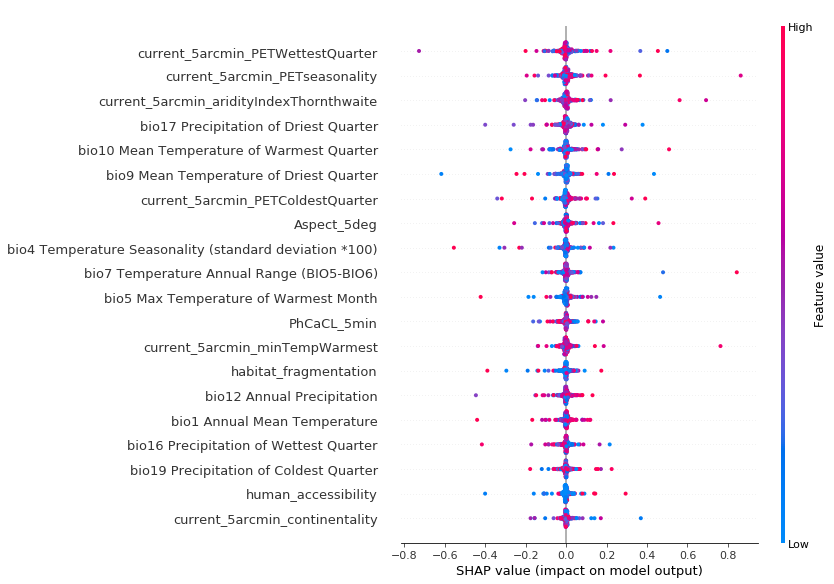 High
current_5arcmin_PETWettestQuarter
current_5arcmin_PETseasonality
current_5arcmin_aridityIndexThornthwaite
bio17 Precipitation of Driest Quarter
bio10 Mean Temperature of Warmest Quarter
bio9 Mean Temperature of Driest Quarter
current_5arcmin_PETColdestQuarter
Aspect_5deg
bio4 Temperature Seasonality (standard deviation *100)
bio7 Temperature Annual Range (BIO5-BIO6)
bio5 Max Temperature of Warmest Month
PhCaCL_5min
current_5arcmin_minTempWarmest
habitat_fragmentation
bio12 Annual Precipitation
bio1 Annual Mean Temperature
bio16 Precipitation of Wettest Quarter
bio19 Precipitation of Coldest Quarter
human_accessibility
current_5arcmin_continentality
Feature value
Low
−0.8 −0.6 −0.4 −0.2 0.0 0.2 0.4 0.6 0.8
SHAP value (impact on model output)